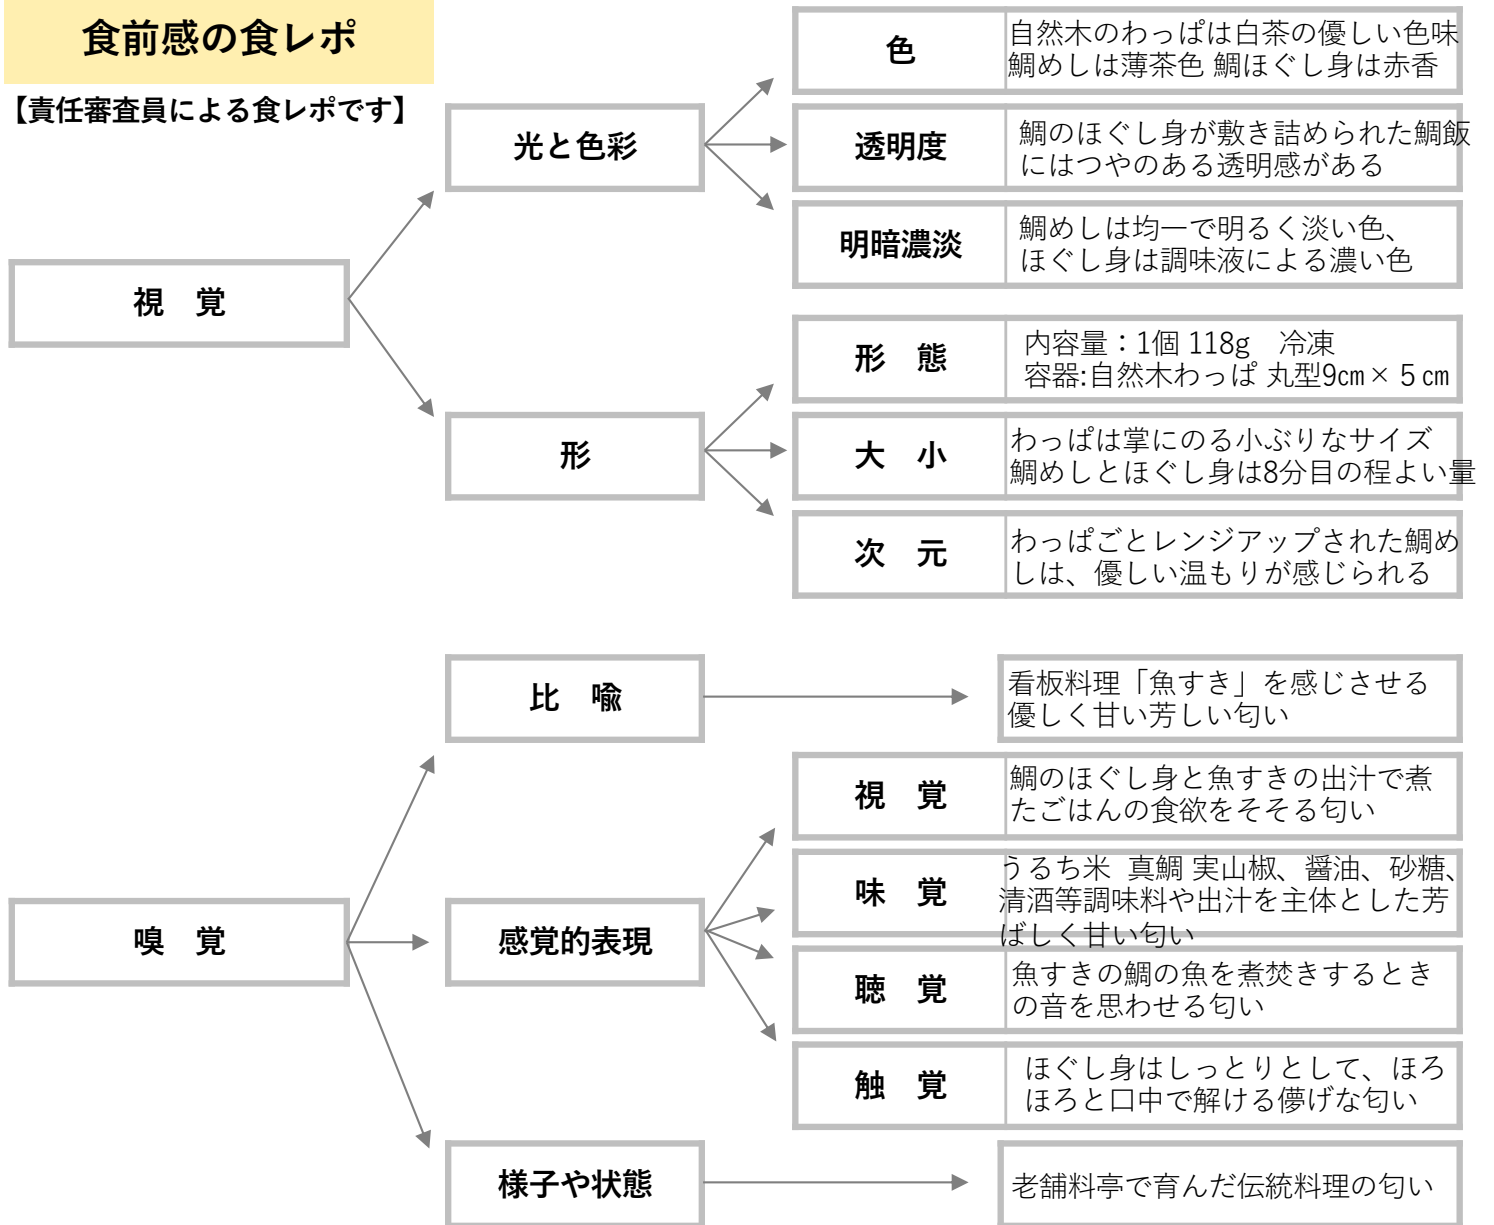 食前感の食レポ
【責任審査員による食レポです】
視　覚
光と色彩
色
自然木のわっぱは白茶の優しい色味
鯛めしは薄茶色 鯛ほぐし身は赤香
透明度
鯛のほぐし身が敷き詰められた鯛飯
にはつやのある透明感がある
明暗濃淡
鯛めしは均一で明るく淡い色、
ほぐし身は調味液による濃い色
形
形　態
内容量：1個 118g　冷凍
容器:自然木わっぱ 丸型9㎝×５㎝
大　小
わっぱは掌にのる小ぶりなサイズ
鯛めしとほぐし身は8分目の程よい量
次　元
わっぱごとレンジアップされた鯛め
しは、優しい温もりが感じられる
嗅　覚
比　喩
看板料理「魚すき」を感じさせる
優しく甘い芳しい匂い
感覚的表現
視　覚
鯛のほぐし身と魚すきの出汁で煮
たごはんの食欲をそそる匂い
味　覚
うるち米  真鯛 実山椒、醤油、砂糖、
清酒等調味料や出汁を主体とした芳
ばしく甘い匂い
聴　覚
魚すきの鯛の魚を煮焚きするとき
の音を思わせる匂い
触　覚
ほぐし身はしっとりとして、ほろ
ほろと口中で解ける儚げな匂い
様子や状態
老舗料亭で育んだ伝統料理の匂い